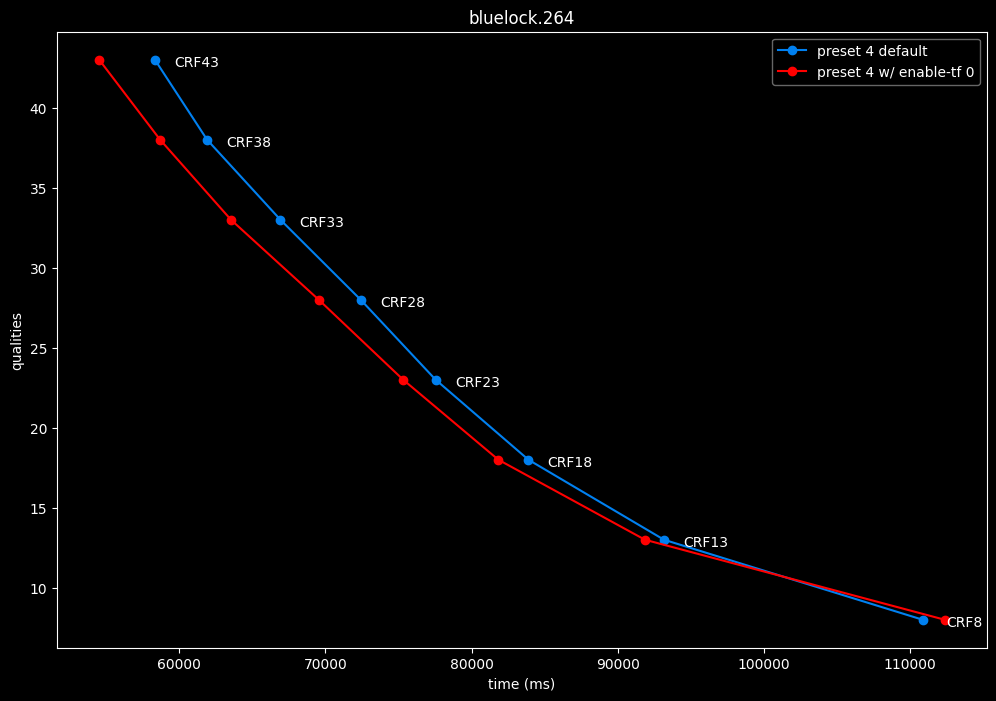 bluelock.264
preset 4 default
preset 4 w/ enable-tf 0
CRF43
CRF38
CRF33
CRF28
CRF23
CRF18
CRF13
CRF8
qualities
40
35
30
25
20
15
10
60000 70000 80000 90000 100000 110000
time (ms)